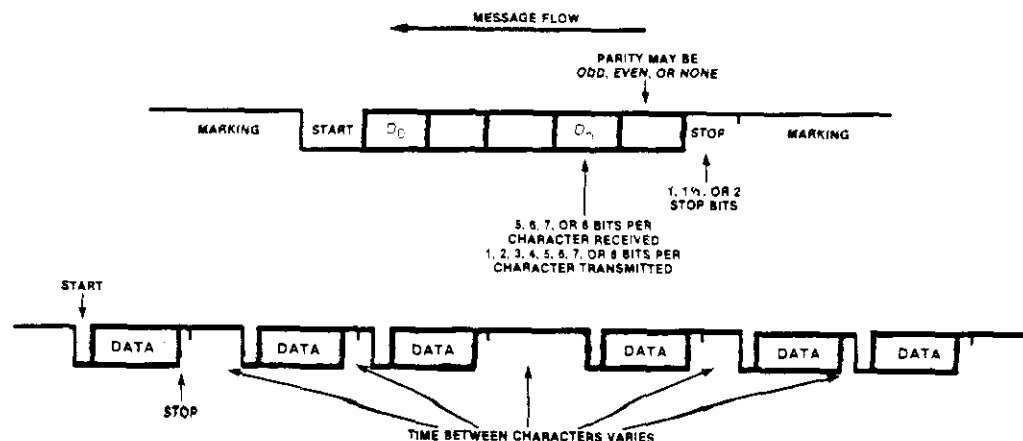 MESSAGE FLOW
PARITY MAY BE
ODD, EVEN, OR NONE
MARKING START D0 Dn STOP MARKING
1, 1½, OR 2
STOP BITS
5, 6, 7, OR 8 BITS PER
CHARACTER RECEIVED
1, 2, 3, 4, 5, 6, 7, OR 8 BITS PER
CHARACTER TRANSMITTED
START
DATA DATA DATA DATA DATA DATA
STOP
TIME BETWEEN CHARACTERS VARIES